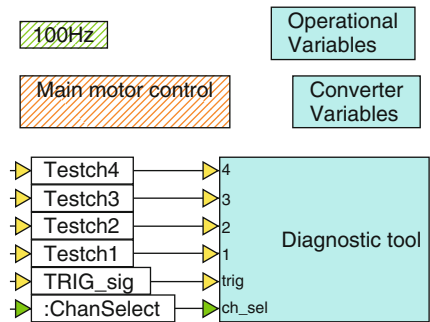 100Hz
Operational
Variables
Main motor control
Converter
Variables
Testch4
4
Testch3
3
Testch2
2
Testch1
1
Diagnostic tool
TRIG_sig
trig
:ChanSelect
ch_sel